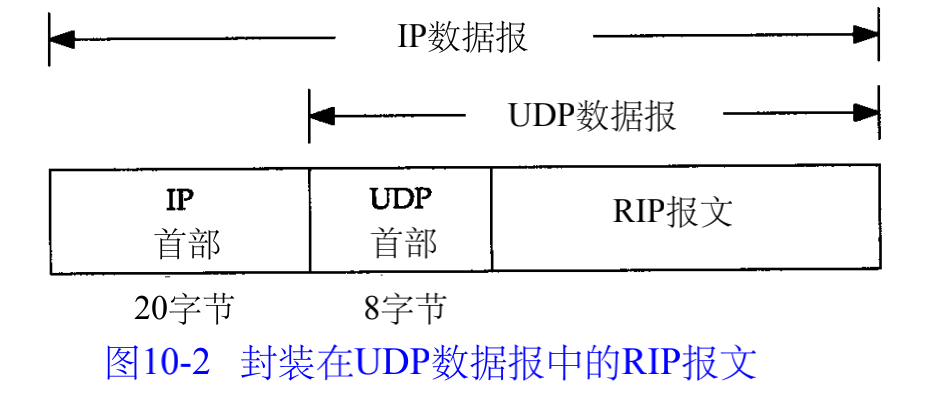 IP数据报
UDP数据报
IP
首部
UDP
首部
RIP报文
20字节
8字节
图10-2 封装在UDP数据报中的RIP报文